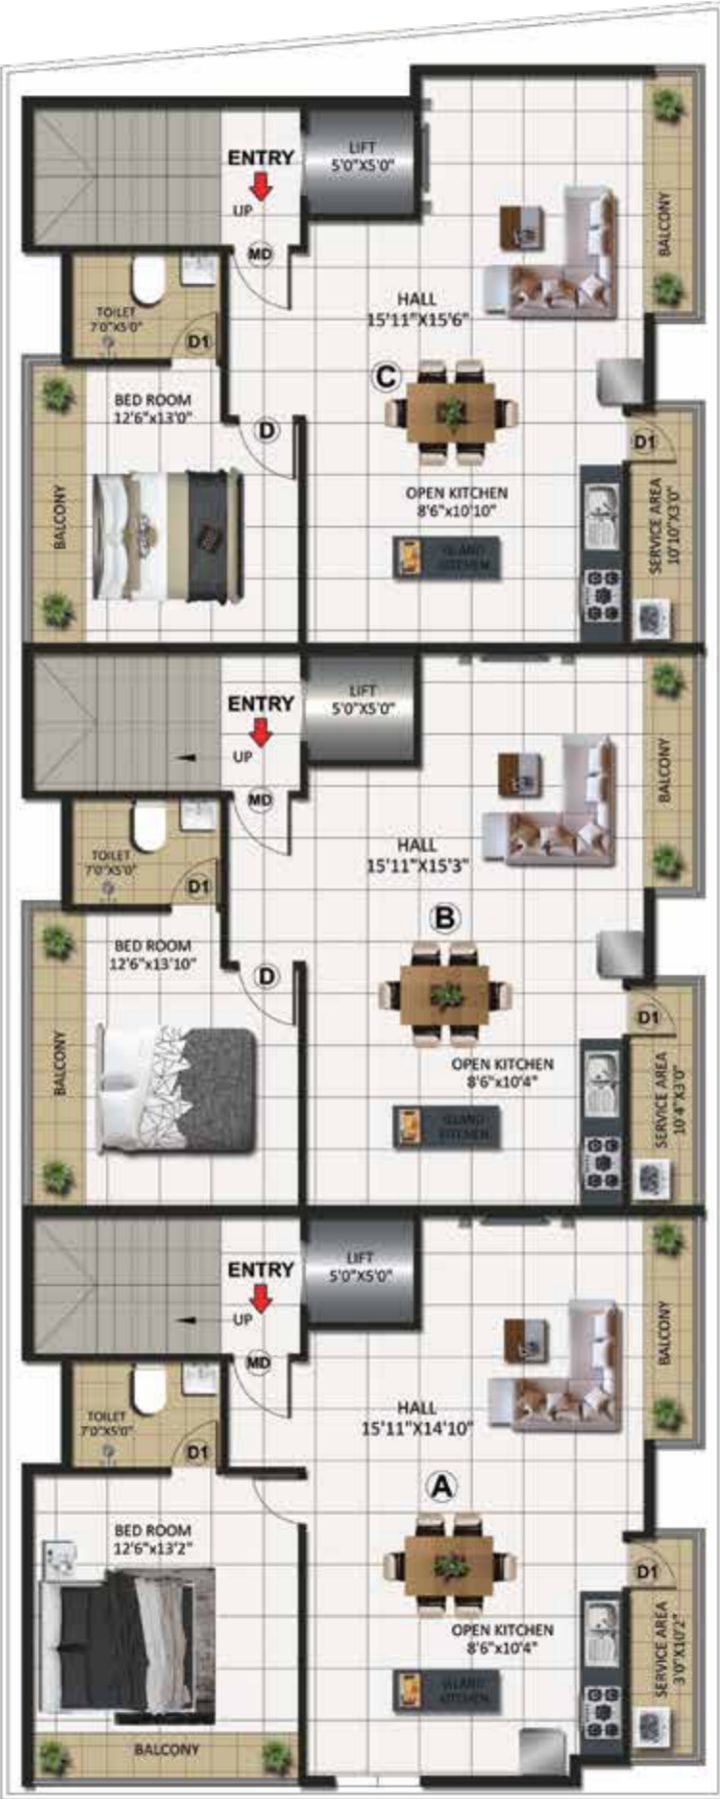 LIFT
5'0"X5'0"
ENTRY
UP
MD
BALCONY
HALL
15'11"X15'6"
TOILET
7'0"X5'0"
D1
C
BED ROOM
12'6"x13'0"
D
D1
BALCONY
OPEN KITCHEN
8'6"x10'10"
SERVICE AREA
10'10"X3'0"
ISLAND
KITCHEN
LIFT
5'0"X5'0"
ENTRY
UP
MD
BALCONY
HALL
15'11"X15'3"
TOILET
7'0"X5'0"
D1
B
BED ROOM
12'6"x13'10"
D
D1
BALCONY
OPEN KITCHEN
8'6"x10'4"
SERVICE AREA
10'4"X3'0"
ISLAND
KITCHEN
LIFT
5'0"X5'0"
ENTRY
UP
MD
BALCONY
HALL
15'11"X14'10"
TOILET
7'0"X5'0"
D1
A
BED ROOM
12'6"x13'2"
D1
OPEN KITCHEN
8'6"x10'4"
SERVICE AREA
3'0"X10'2"
ISLAND
KITCHEN
BALCONY